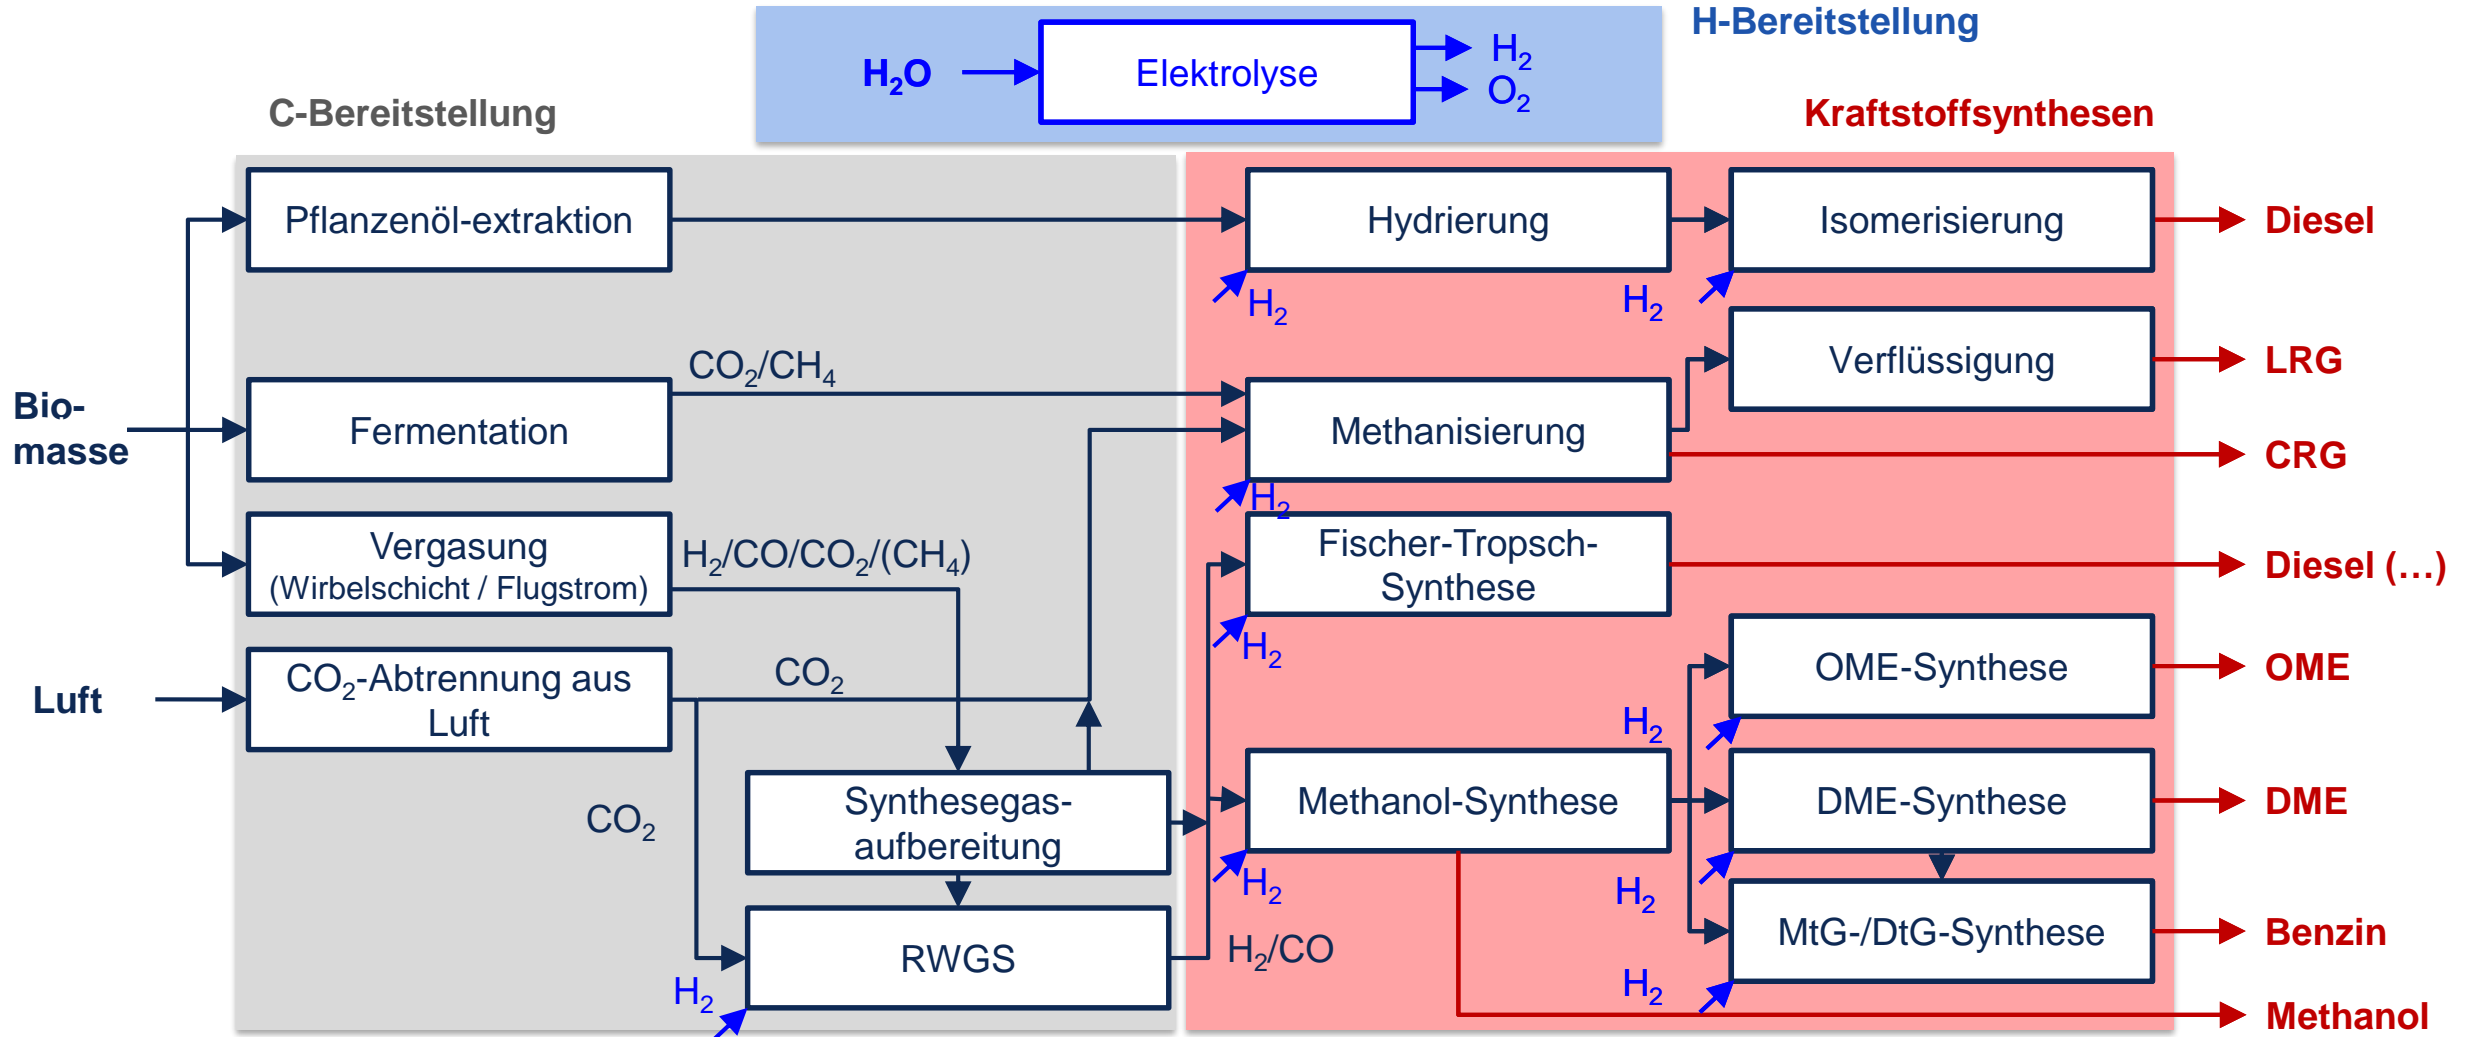 H-Bereitstellung
H₂O
Elektrolyse
H₂
O₂
C-Bereitstellung
Kraftstoffsynthesen
Pflanzenöl-extraktion
Hydrierung
Isomerisierung
Diesel
H₂
H₂
CO₂/CH₄
Verflüssigung
LRG
Bio-
masse
Fermentation
Methanisierung
CRG
H₂
Vergasung
(Wirbelschicht / Flugstrom)
H₂/CO/CO₂/(CH₄)
Fischer-Tropsch-
Synthese
Diesel (…)
H₂
Luft
CO₂-Abtrennung aus
Luft
CO₂
OME-Synthese
OME
H₂
CO₂
Synthesegas-
aufbereitung
Methanol-Synthese
DME-Synthese
DME
H₂
H₂
RWGS
H₂/CO
MtG-/DtG-Synthese
Benzin
H₂
H₂
Methanol